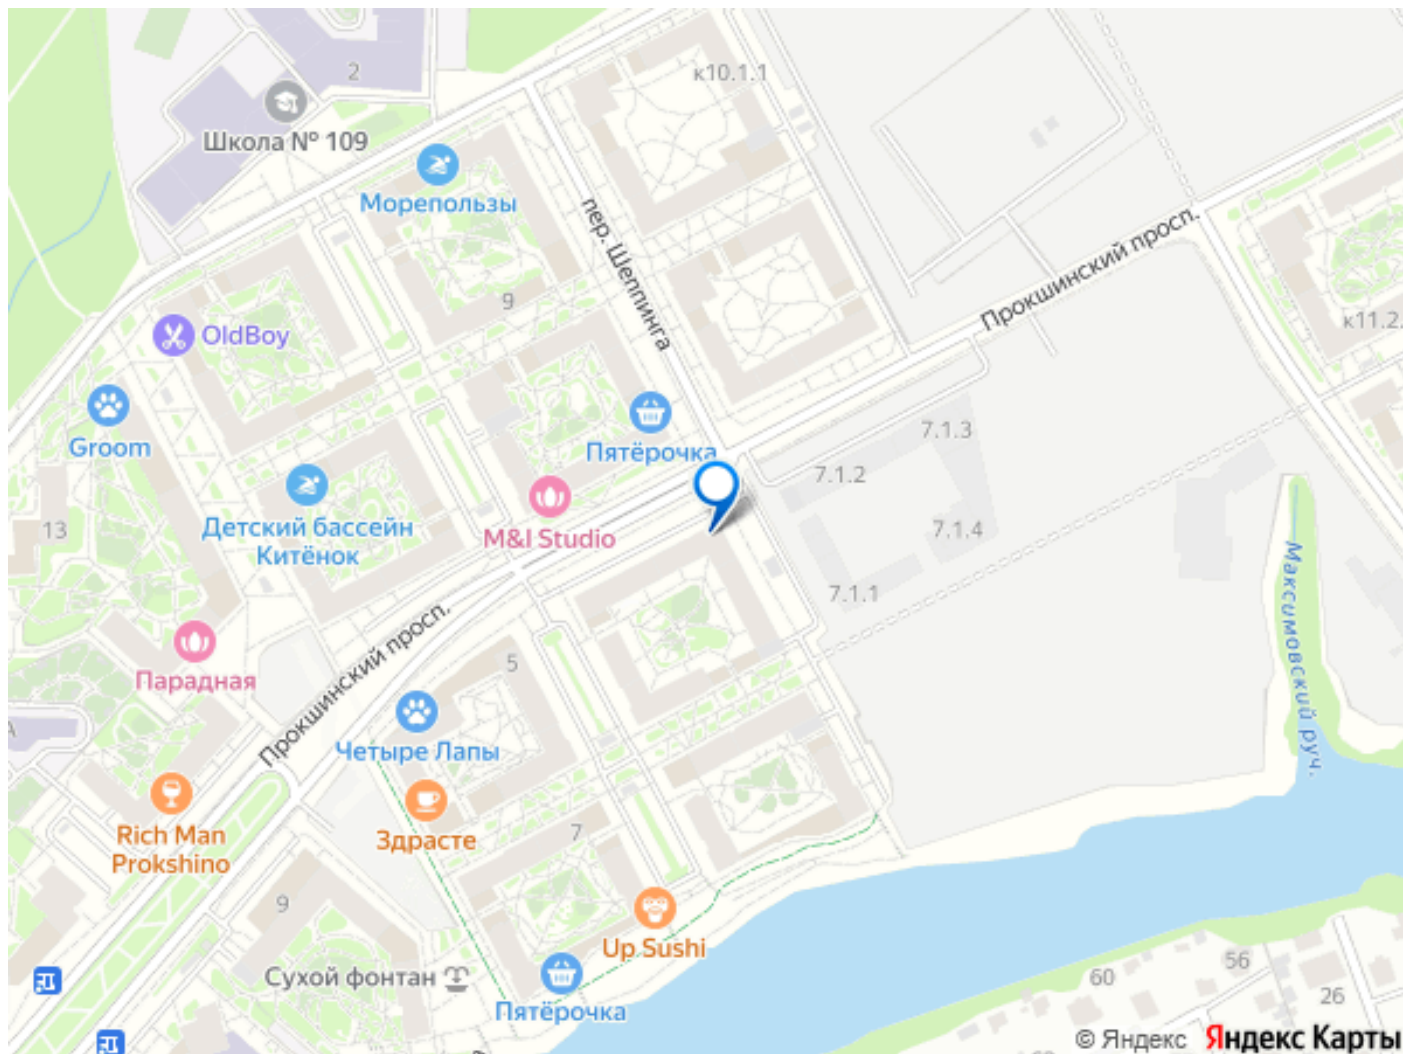 к10.1.1
2
Школа № 109
Морепользы
пер. Шеппинга
Прокшинский просп.
9
к11.2.
OldBoy
Groom
Пятёрочка
7.1.3
7.1.2
M&I Studio
Детский бассейн
Китёнок
13
7.1.4
7.1.1
Максимовский руч.
Прокшинский просп.
Парадная
5
Четыре Лапы
Rich Man
Prokshino
Здрасте
7
9
Up Sushi
Сухой фонтан
Пятёрочка
60
56
26
© Яндекс Яндекс Карты